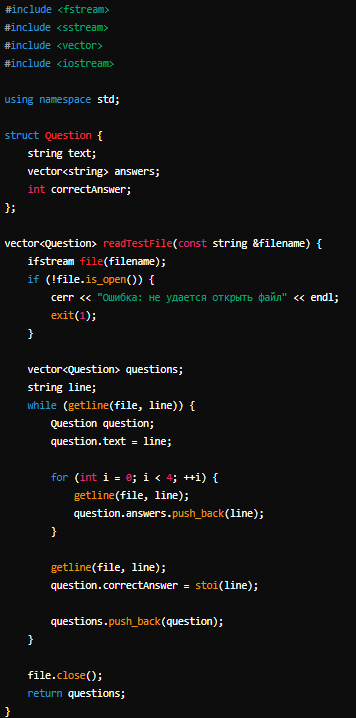 #include <fstream>
#include <sstream>
#include <vector>
#include <iostream>

using namespace std;

struct Question {
    string text;
    vector<string> answers;
    int correctAnswer;
};

vector<Question> readTestFile(const string &filename) {
    ifstream file(filename);
    if (!file.is_open()) {
        cerr << "Ошибка: не удается открыть файл" << endl;
        exit(1);
    }

    vector<Question> questions;
    string line;
    while (getline(file, line)) {
        Question question;
        question.text = line;

        for (int i = 0; i < 4; ++i) {
            getline(file, line);
            question.answers.push_back(line);
        }

        getline(file, line);
        question.correctAnswer = stoi(line);

        questions.push_back(question);
    }

    file.close();
    return questions;
}